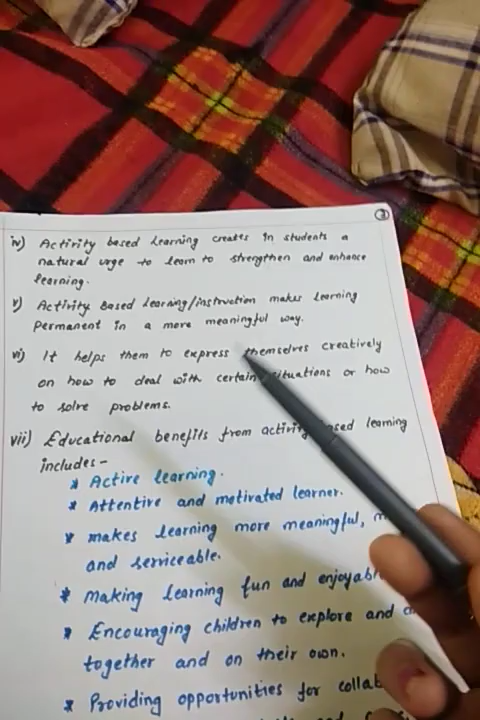 3
iv) Activity based learning creates in students a
natural urge to learn to strengthen and enhance
learning.
v) Activity Based learning/instruction makes learning
permanent in a more meaningful way.
vi) It helps them to express themselves creatively
on how to deal with certain situations or how
to solve problems.
vii) Educational benefits from activity based learning
includes -
* Active learning.
* Attentive and motivated learner.
* makes learning more meaningful,
and serviceable.
* Making learning fun and enjoyable
* Encouraging children to explore and
together and on their own.
* Providing opportunities for